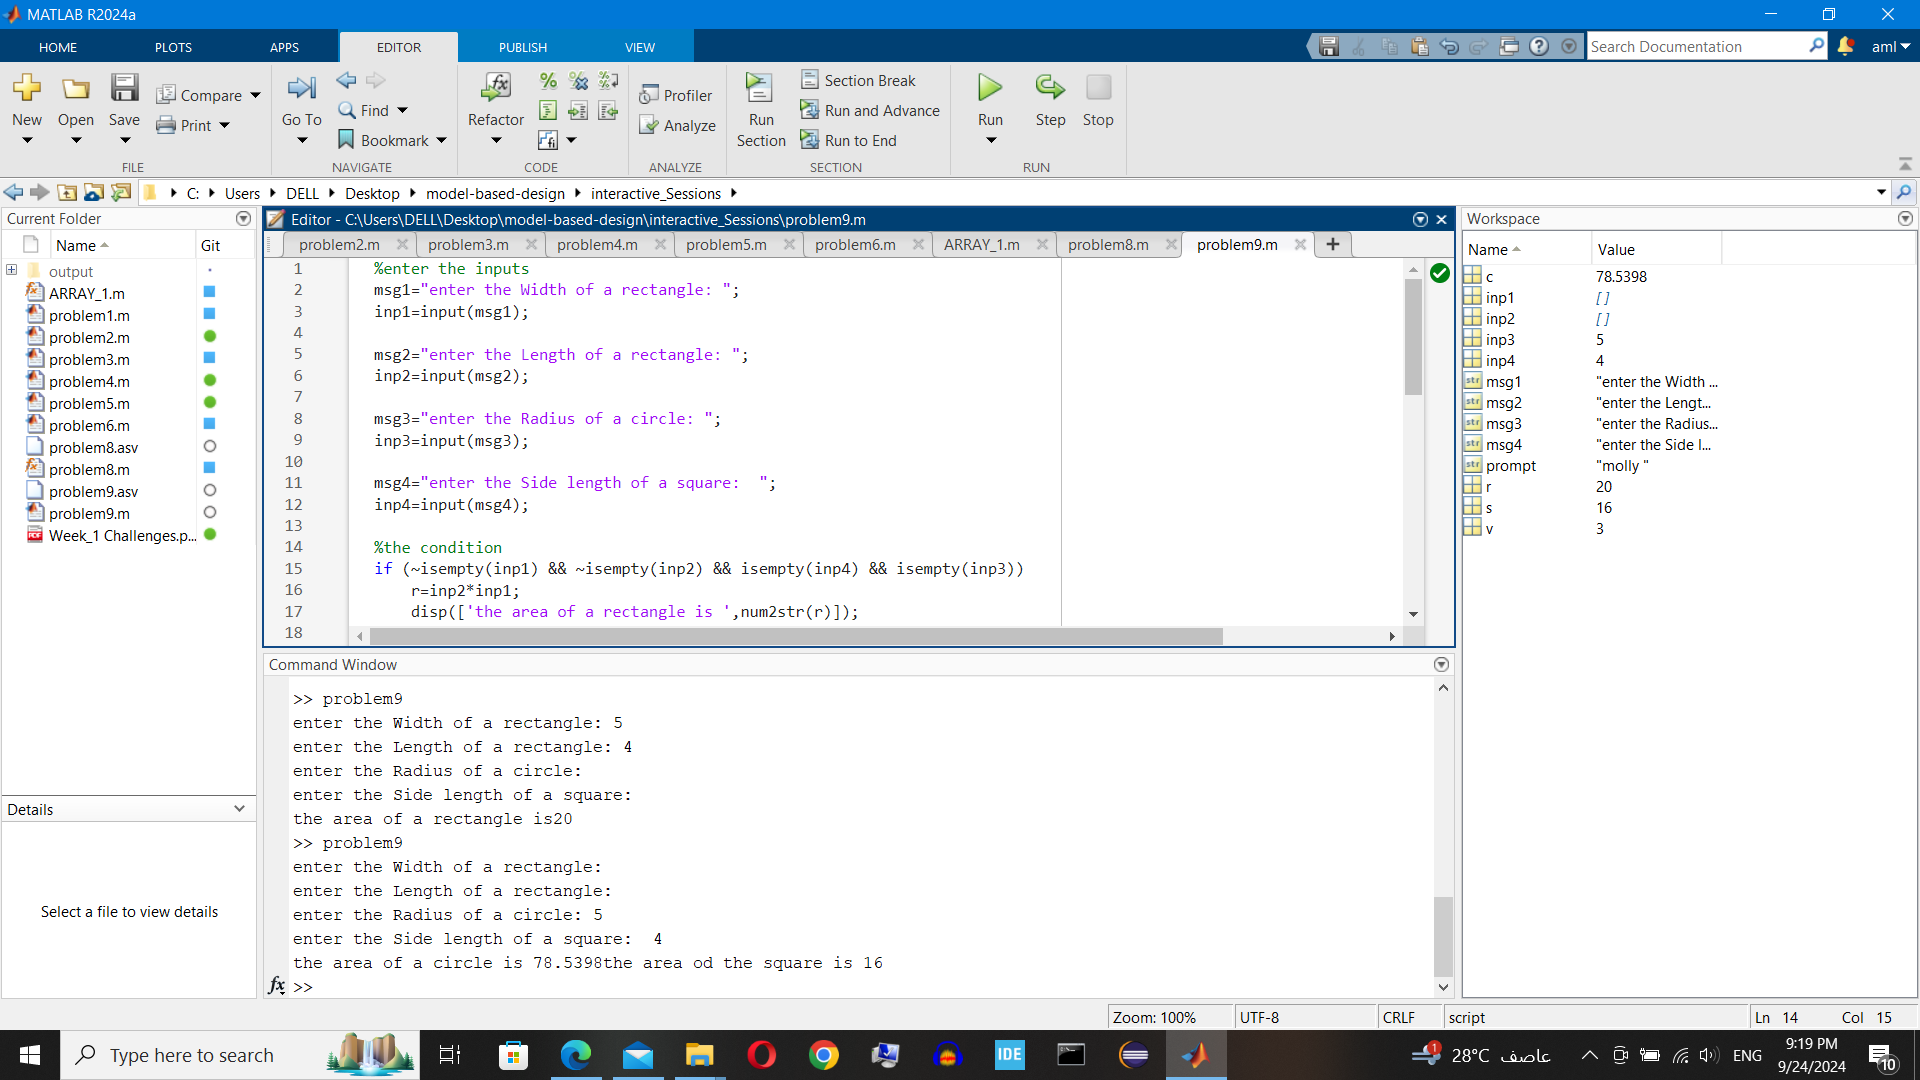 MATLAB R2024a
HOME PLOTS APPS EDITOR PUBLISH VIEW Search Documentation aml
New Open Save Compare Print Go To Find Bookmark Refactor Profiler Analyze Run Section Section Break Run and Advance Run to End Run Step Stop
FILE NAVIGATE CODE ANALYZE SECTION RUN
C: Users DELL Desktop model-based-design interactive_Sessions
Current Folder
Name Git
output
ARRAY_1.m
problem1.m
problem2.m
problem3.m
problem4.m
problem5.m
problem6.m
problem8.asv
problem8.m
problem9.asv
problem9.m
Week_1 Challenges.p...
Details
Select a file to view details
Editor - C:\Users\DELL\Desktop\model-based-design\interactive_Sessions\problem9.m
problem2.m problem3.m problem4.m problem5.m problem6.m ARRAY_1.m problem8.m problem9.m
1 %enter the inputs
2 msg1="enter the Width of a rectangle: ";
3 inp1=input(msg1);
4
5 msg2="enter the Length of a rectangle: ";
6 inp2=input(msg2);
7
8 msg3="enter the Radius of a circle: ";
9 inp3=input(msg3);
10
11 msg4="enter the Side length of a square:  ";
12 inp4=input(msg4);
13
14 %the condition
15 if (~isempty(inp1) && ~isempty(inp2) && isempty(inp4) && isempty(inp3))
16 r=inp2*inp1;
17 disp(['the area of a rectangle is ',num2str(r)]);
18
Command Window
>> problem9
enter the Width of a rectangle: 5
enter the Length of a rectangle: 4
enter the Radius of a circle:
enter the Side length of a square:
the area of a rectangle is20
>> problem9
enter the Width of a rectangle:
enter the Length of a rectangle:
enter the Radius of a circle: 5
enter the Side length of a square:  4
the area of a circle is 78.5398the area od the square is 16
fx >>
Workspace
Name Value
c 78.5398
inp1 []
inp2 []
inp3 5
inp4 4
msg1 "enter the Width ...
msg2 "enter the Lengt...
msg3 "enter the Radius...
msg4 "enter the Side l...
prompt "molly "
r 20
s 16
v 3
Zoom: 100% UTF-8 CRLF script Ln 14 Col 15
Type here to search IDE 1 28°C عاصف ENG 9:19 PM
9/24/2024 10